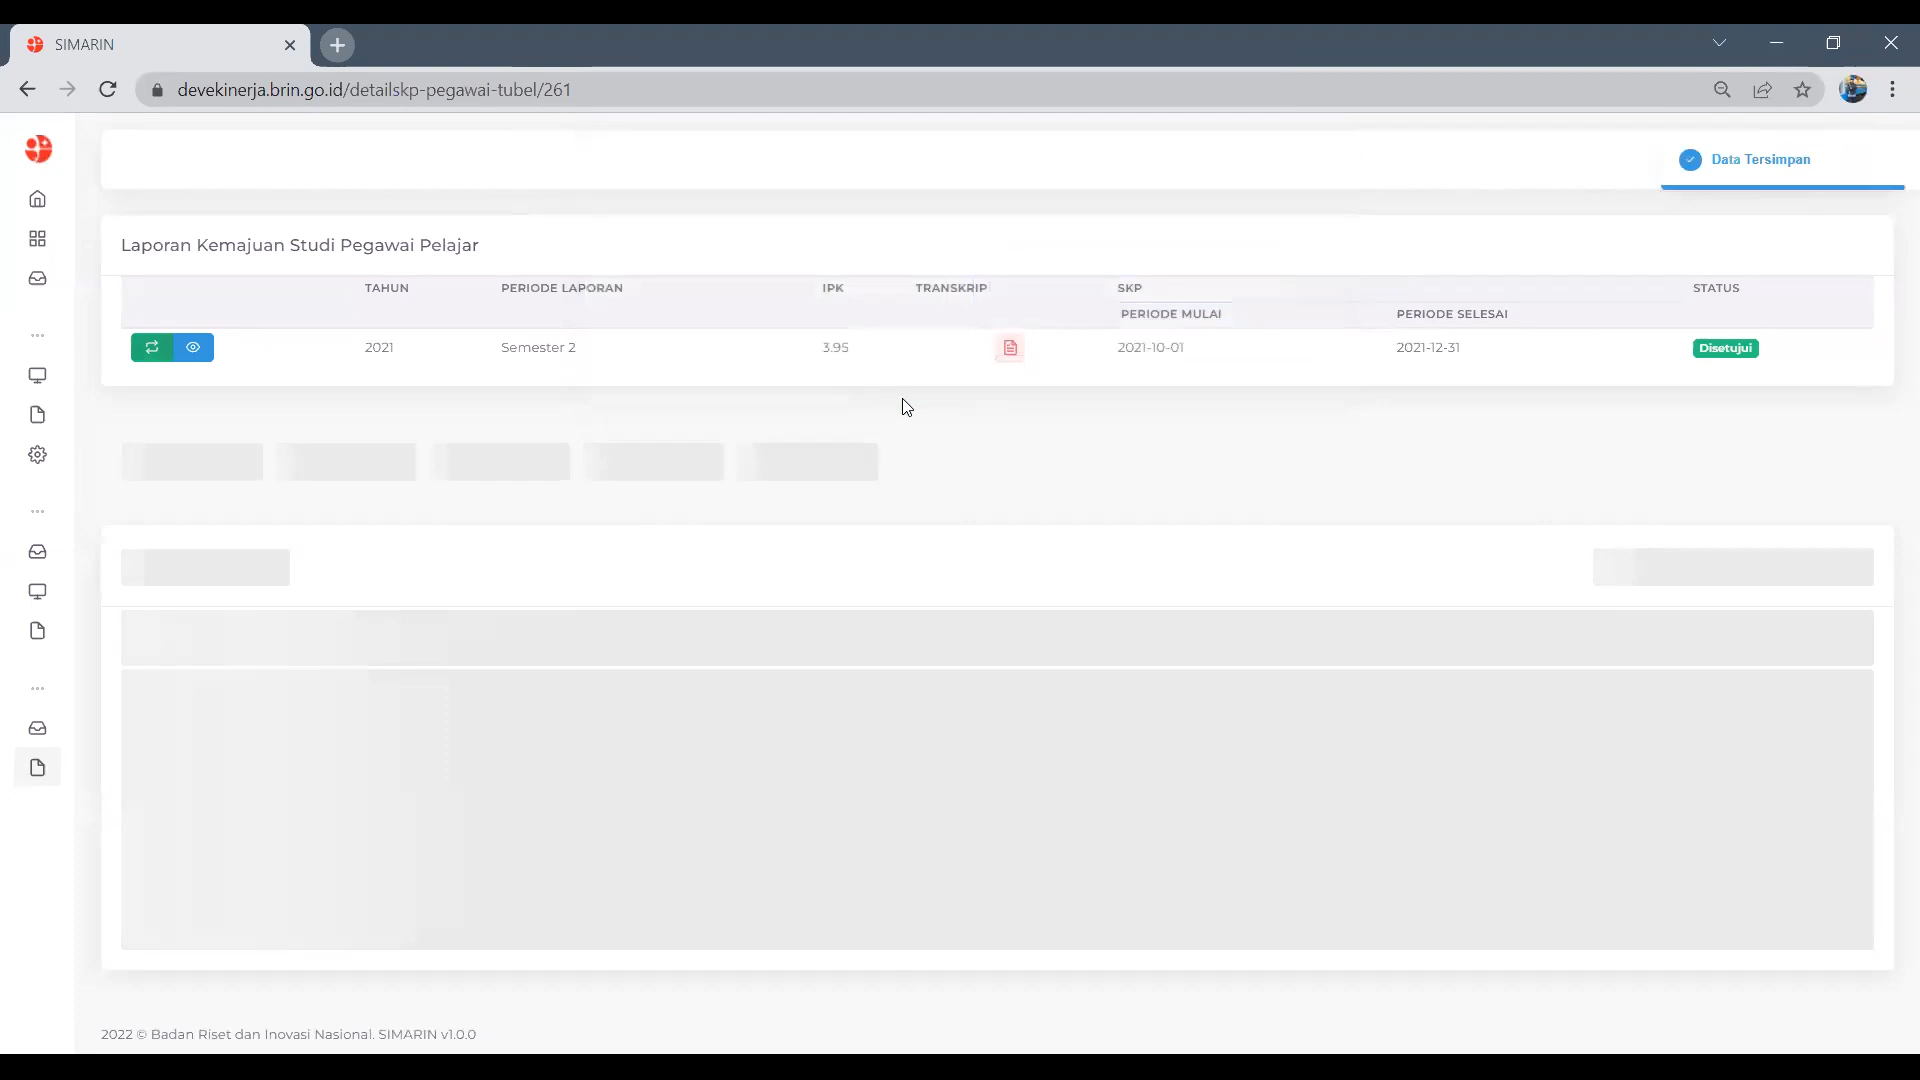 SIMARIN
devekinerja.brin.go.id/detailskp-pegawai-tubel/261
Data Tersimpan
Laporan Kemajuan Studi Pegawai Pelajar
TAHUN PERIODE LAPORAN IPK TRANSKRIP SKP STATUS
PERIODE MULAI PERIODE SELESAI
2021 Semester 2 3.95 2021-10-01 2021-12-31 Disetujui
2022 © Badan Riset dan Inovasi Nasional. SIMARIN v1.0.0